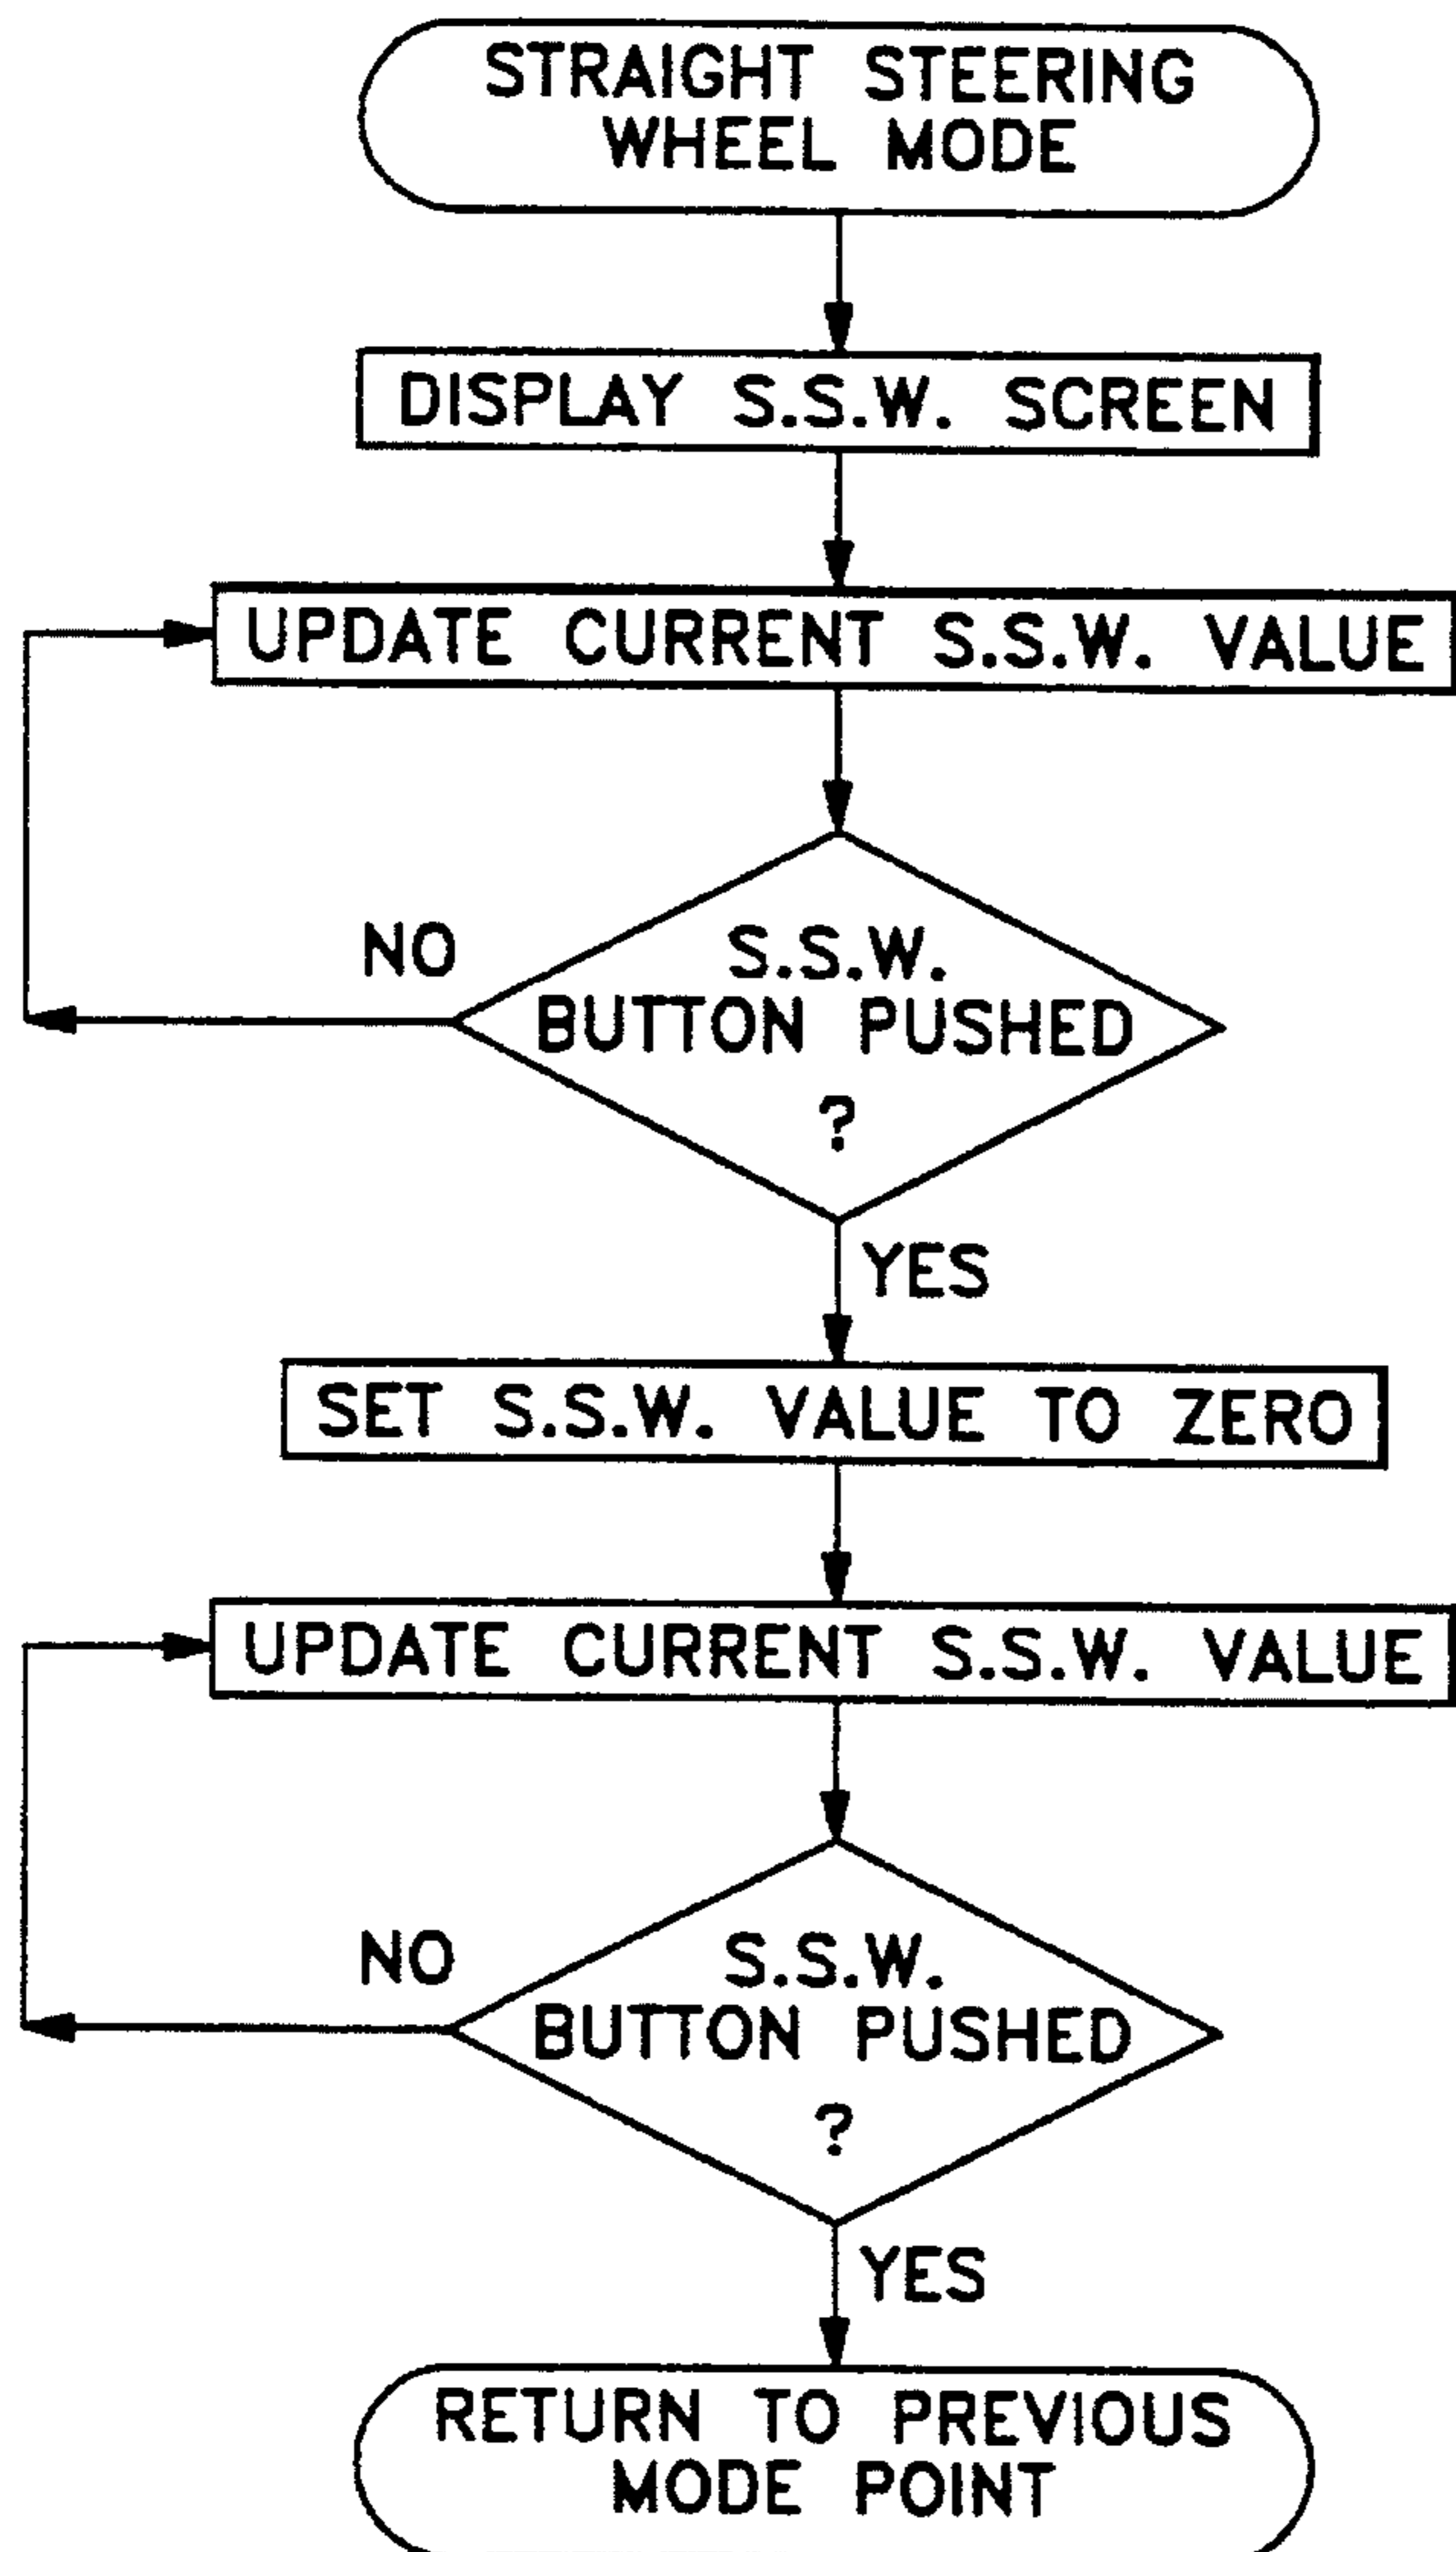 STRAIGHT STEERING
WHEEL MODE
DISPLAY S.S.W. SCREEN
UPDATE CURRENT S.S.W. VALUE
NO
S.S.W.
BUTTON PUSHED
?
YES
SET S.S.W. VALUE TO ZERO
UPDATE CURRENT S.S.W. VALUE
NO
S.S.W.
BUTTON PUSHED
?
YES
RETURN TO PREVIOUS
MODE POINT